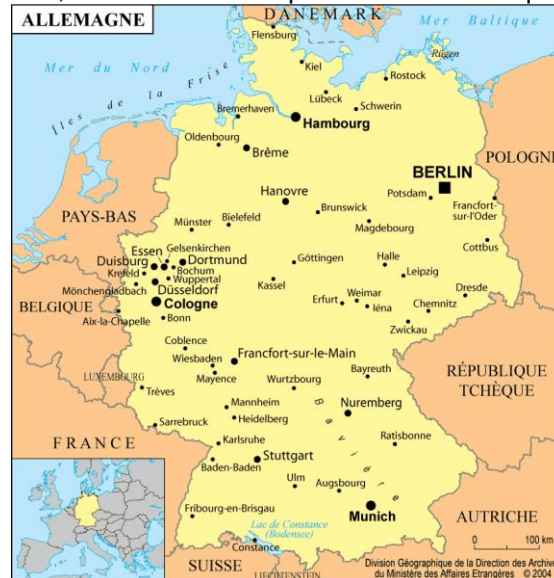 ALLEMAGNE
DANEMARK
Mer Baltique
Flensburg
Mer du Nord
Kiel
Rügen
Rostock
Îles de la Frise
Lübeck
Schwerin
Bremerhaven
Hambourg
Oldenbourg
Brême
POLOGNE
BERLIN
Hanovre
Potsdam
Francfort-
sur-l'Oder
PAYS-BAS
Brunswick
Münster
Bielefeld
Magdebourg
Cottbus
Essen
Gelsenkirchen
Duisburg
Dortmund
Bochum
Göttingen
Halle
Krefeld
Wuppertal
Leipzig
Mönchengladbach
Düsseldorf
Kassel
Dresde
BELGIQUE
Cologne
Erfurt
Weimar
Iéna
Chemnitz
Aix-la-Chapelle
Bonn
Zwickau
Coblence
Wiesbaden
Francfort-sur-le-Main
RÉPUBLIQUE
TCHÈQUE
LUXEMBOURG
Mayence
Bayreuth
Trèves
Wurtzbourg
Mannheim
Nuremberg
Bavière
Sarrebruck
Heidelberg
FRANCE
Karlsruhe
Ratisbonne
Baden-Baden
Stuttgart
Ulm
Augsbourg
Munich
AUTRICHE
Fribourg-en-Brisgau
Lac de Constance
(Bodensee)
Constance
0 100 km
SUISSE
LIECHTENSTEIN
Division Géographique de la Direction des Archives
du Ministère des Affaires Etrangères © 2004